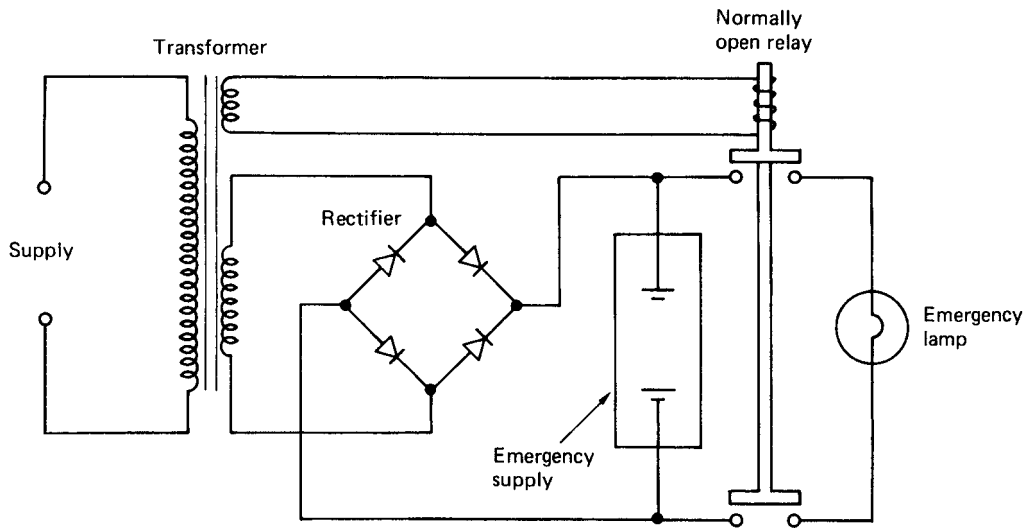 Normally
open relay
Transformer
Rectifier
Supply
Emergency
lamp
Emergency
supply